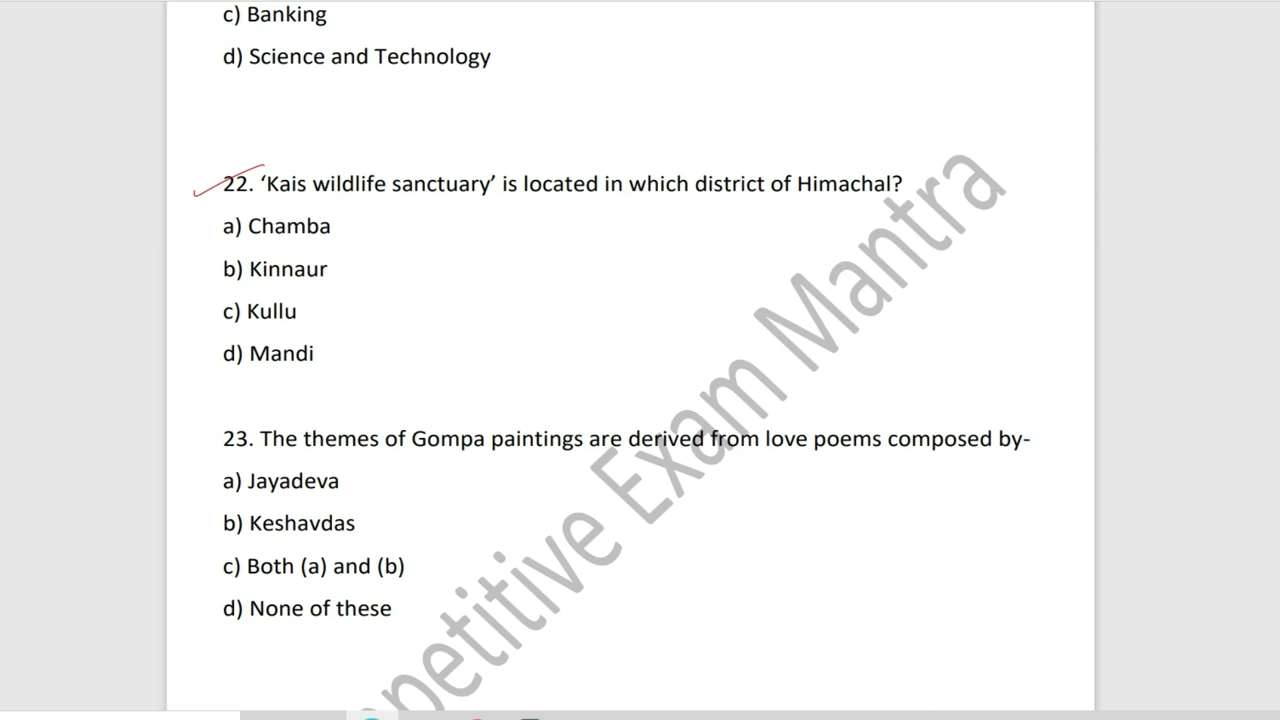 c) Banking
d) Science and Technology
22. ‘Kais wildlife sanctuary’ is located in which district of Himachal?
a) Chamba
b) Kinnaur
c) Kullu
d) Mandi
23. The themes of Gompa paintings are derived from love poems composed by-
a) Jayadeva
b) Keshavdas
c) Both (a) and (b)
d) None of these
petitive Exam Mantra